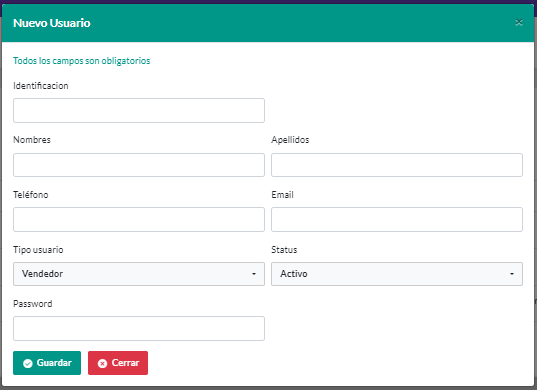 Nuevo Usuario
×
Todos los campos son obligatorios
Identificacion
Nombres Apellidos
Teléfono Email
Tipo usuario Status
Vendedor Activo
Password
Guardar Cerrar